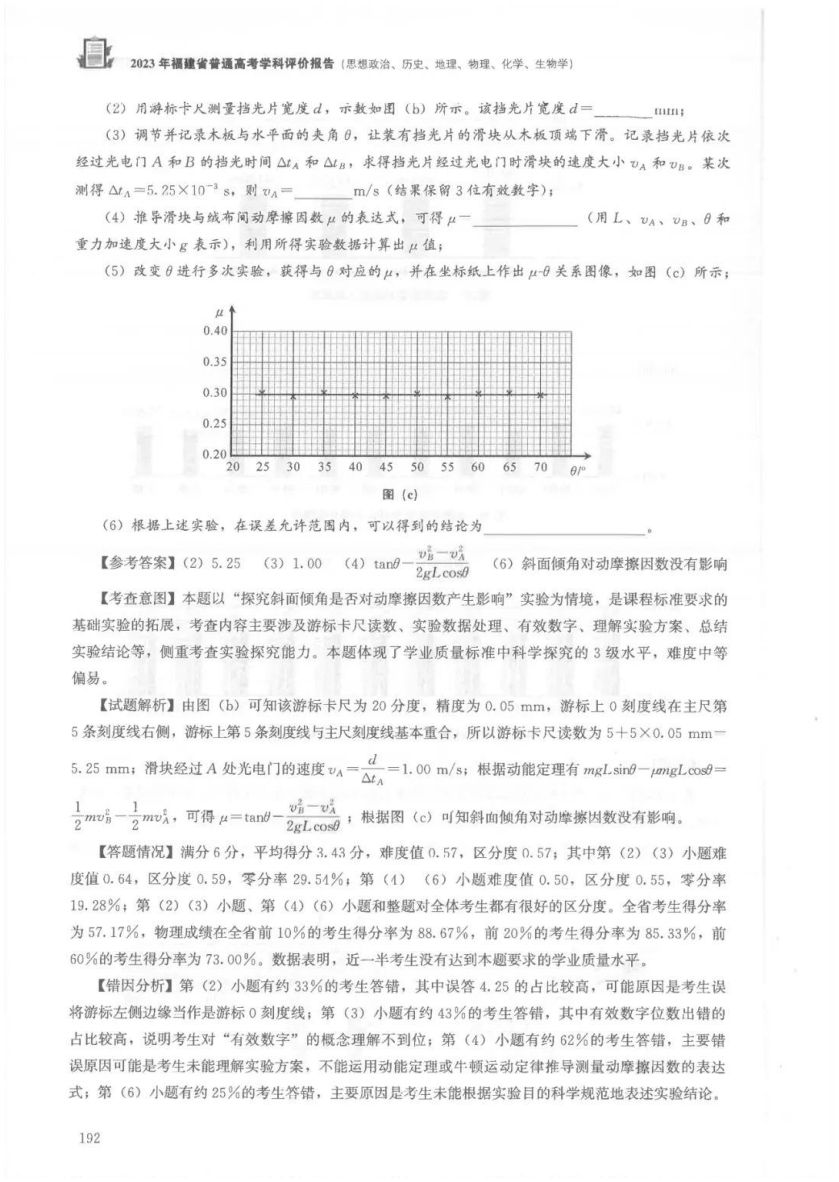 2023年福建省普通高考学科评价报告（思想政治、历史、地理、物理、化学、生物学）
（2）用游标卡尺测量挡光片宽度d，示数如图（b）所示。该挡光片宽度d=________mm；
（3）调节并记录木板与水平面的夹角θ，让装有挡光片的滑块从木板顶端下滑。记录挡光片依次
经过光电门A和B的挡光时间Δt_A和Δt_B，求得挡光片经过光电门时滑块的速度大小v_A和v_B。某次
测得Δt_A=5.25×10⁻³ s，则v_A=________m/s（结果保留3位有效数字）；
（4）推导滑块与绒布间动摩擦因数μ的表达式，可得μ=____________（用L、v_A、v_B、θ和
重力加速度大小g表示），利用所得实验数据计算出μ值；
（5）改变θ进行多次实验，获得与θ对应的μ，并在坐标纸上作出μ-θ关系图像，如图（c）所示；
μ
0.40
0.35
0.30
0.25
0.20
20 25 30 35 40 45 50 55 60 65 70 θ/°
图（c）
（6）根据上述实验，在误差允许范围内，可以得到的结论为____________________。
【参考答案】（2）5.25 （3）1.00 （4）tanθ－(v_B²－v_A²)/(2gLcosθ) （6）斜面倾角对动摩擦因数没有影响
【考查意图】本题以“探究斜面倾角是否对动摩擦因数产生影响”实验为情境，是课程标准要求的
基础实验的拓展，考查内容主要涉及游标卡尺读数、实验数据处理、有效数字、理解实验方案、总结
实验结论等，侧重考查实验探究能力。本题体现了学业质量标准中科学探究的3级水平，难度中等
偏易。
【试题解析】由图（b）可知该游标卡尺为20分度，精度为0.05 mm，游标上0刻度线在主尺第
5条刻度线右侧，游标上第5条刻度线与主尺刻度线基本重合，所以游标卡尺读数为5+5×0.05 mm=
5.25 mm；滑块经过A处光电门的速度v_A=d/Δt_A=1.00 m/s；根据动能定理有mgLsinθ－μmgLcosθ=
1/2mv_B²－1/2mv_A²，可得μ=tanθ－(v_B²－v_A²)/(2gLcosθ)；根据图（c）可知斜面倾角对动摩擦因数没有影响。
【答题情况】满分6分，平均得分3.43分，难度值0.57，区分度0.57；其中第（2）（3）小题难
度值0.64，区分度0.59，零分率29.54%；第（4）（6）小题难度值0.50，区分度0.55，零分率
19.28%；第（2）（3）小题、第（4）（6）小题和整题对全体考生都有很好的区分度。全省考生得分率
为57.17%，物理成绩在全省前10%的考生得分率为88.67%，前20%的考生得分率为85.33%，前
60%的考生得分率为73.00%。数据表明，近一半考生没有达到本题要求的学业质量水平。
【错因分析】第（2）小题有约33%的考生答错，其中误答4.25的占比较高，可能原因是考生误
将游标左侧边缘当作是游标0刻度线；第（3）小题有约43%的考生答错，其中有效数字位数出错的
占比较高，说明考生对“有效数字”的概念理解不到位；第（4）小题有约62%的考生答错，主要错
误原因可能是考生未能理解实验方案，不能运用动能定理或牛顿运动定律推导测量动摩擦因数的表达
式；第（6）小题有约25%的考生答错，主要原因是考生未能根据实验目的科学规范地表述实验结论。
192